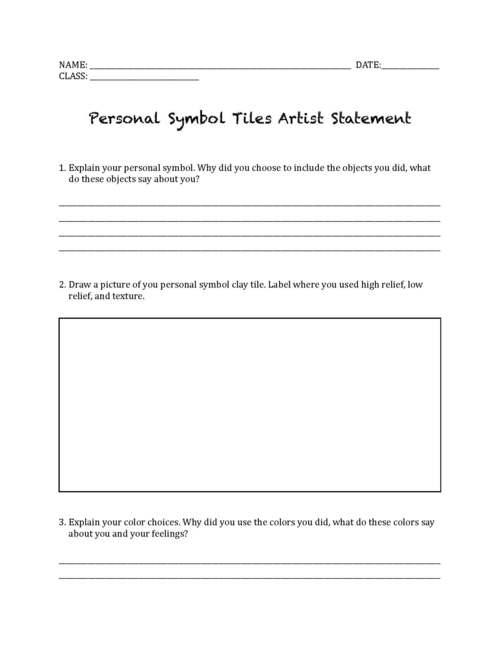 NAME: ____________________ DATE:__________
CLASS: ____________________
Personal Symbol Tiles Artist Statement
1. Explain your personal symbol. Why did you choose to include the objects you did, what
do these objects say about you?
2. Draw a picture of you personal symbol clay tile. Label where you used high relief, low
relief, and texture.
3. Explain your color choices. Why did you use the colors you did, what do these colors say
about you and your feelings?